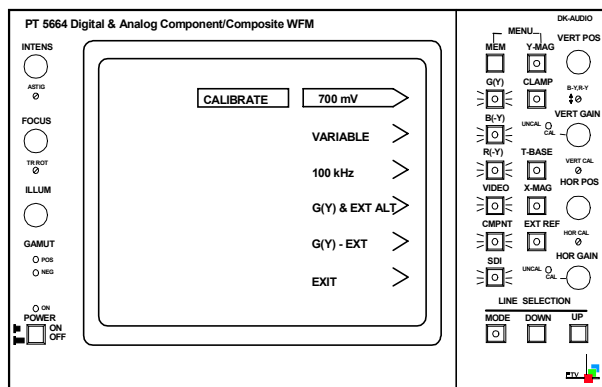 PT 5664 Digital & Analog Component/Composite WFM
DK-AUDIO
INTENS
ASTIG
FOCUS
TR ROT
ILLUM
GAMUT
POS
NEG
ON
POWER
ON
OFF
CALIBRATE 700 mV
VARIABLE
100 kHz
G(Y) & EXT ALT
G(Y) - EXT
EXIT
MENU
MEM Y-MAG
G(Y) CLAMP
B(-Y)
R(-Y) T-BASE
VIDEO X-MAG
CMPNT EXT REF
SDI
UNCAL
CAL
UNCAL
CAL
VERT POS
B-Y,R-Y
VERT GAIN
VERT CAL
HOR POS
HOR CAL
HOR GAIN
LINE SELECTION
MODE DOWN UP
PTV